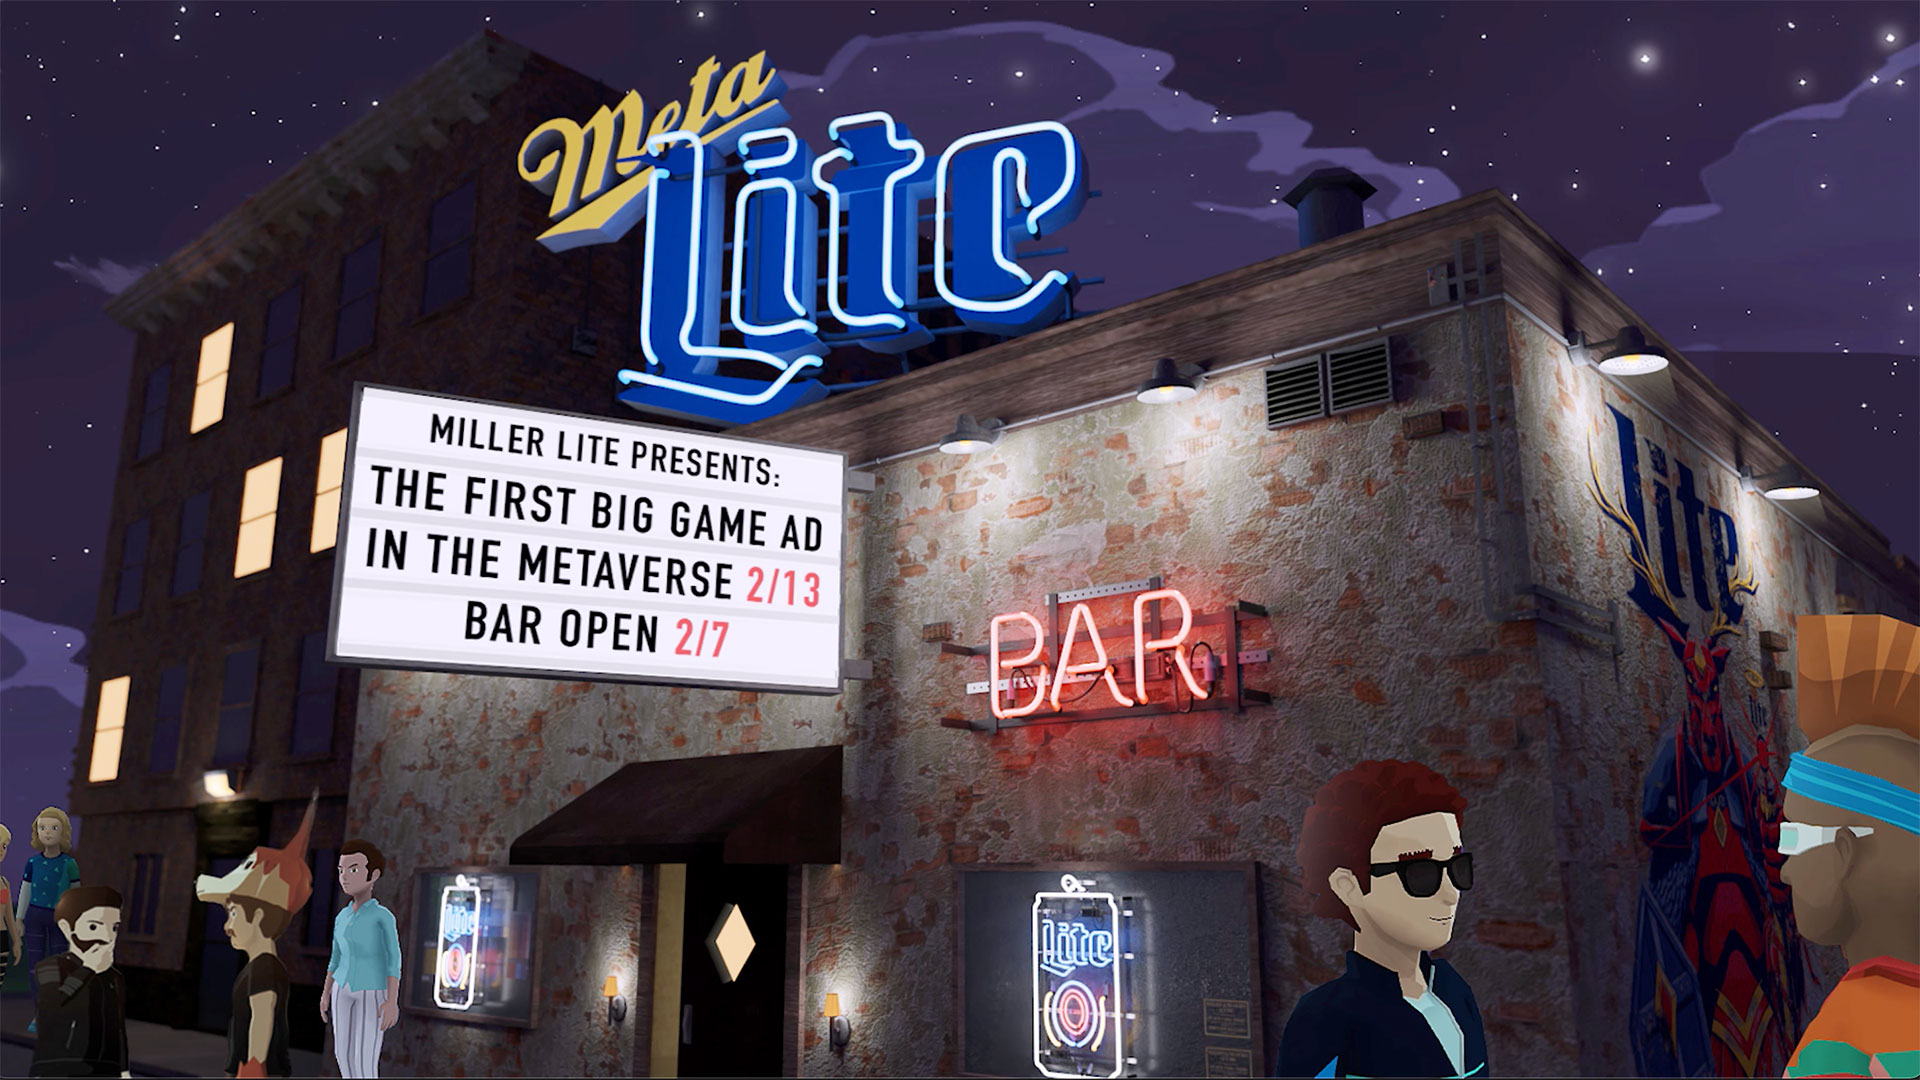 Meta
Lite
MILLER LITE PRESENTS:
THE FIRST BIG GAME AD
IN THE METAVERSE 2/13
BAR OPEN 2/7
BAR
Lite
Lite
Lite